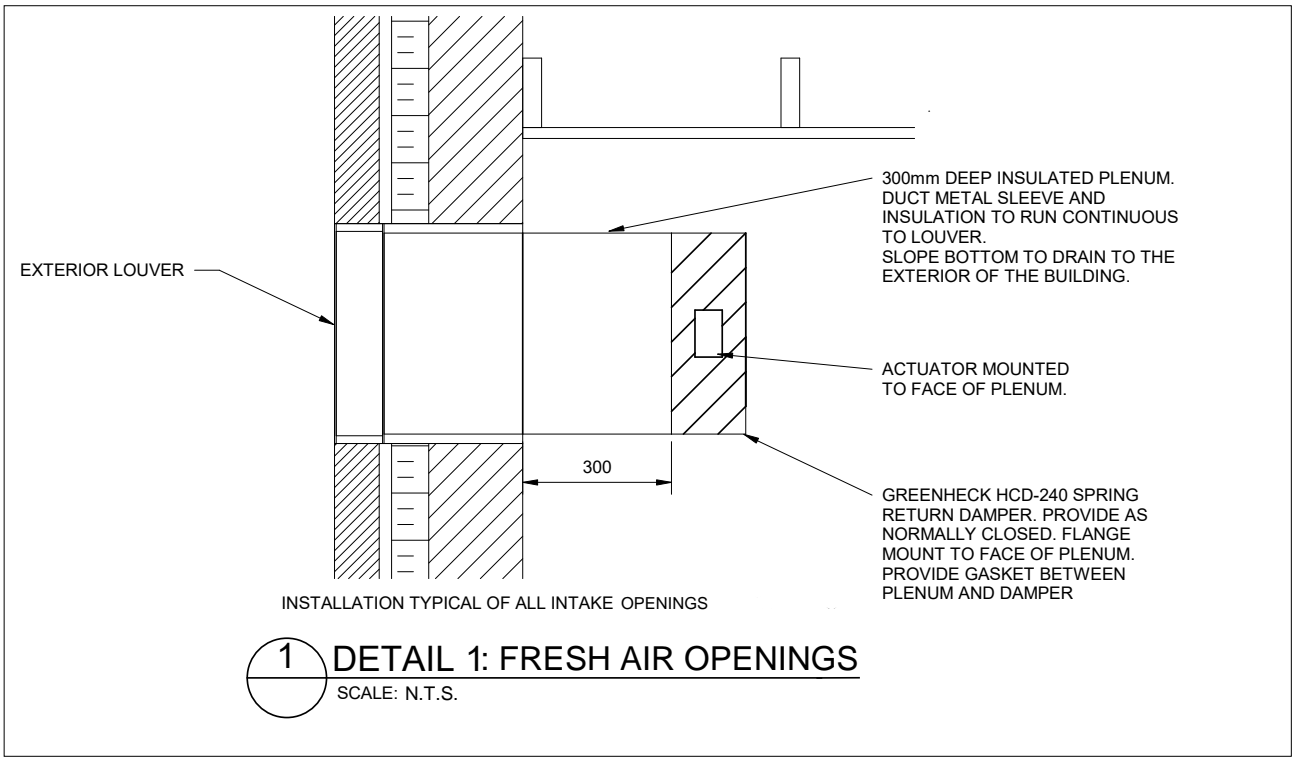 300mm DEEP INSULATED PLENUM.
DUCT METAL SLEEVE AND
INSULATION TO RUN CONTINUOUS
TO LOUVER.
SLOPE BOTTOM TO DRAIN TO THE
EXTERIOR OF THE BUILDING.
EXTERIOR LOUVER
ACTUATOR MOUNTED
TO FACE OF PLENUM.
300
GREENHECK HCD-240 SPRING
RETURN DAMPER. PROVIDE AS
NORMALLY CLOSED. FLANGE
MOUNT TO FACE OF PLENUM.
PROVIDE GASKET BETWEEN
PLENUM AND DAMPER
INSTALLATION TYPICAL OF ALL INTAKE OPENINGS
1 DETAIL 1: FRESH AIR OPENINGS
SCALE: N.T.S.